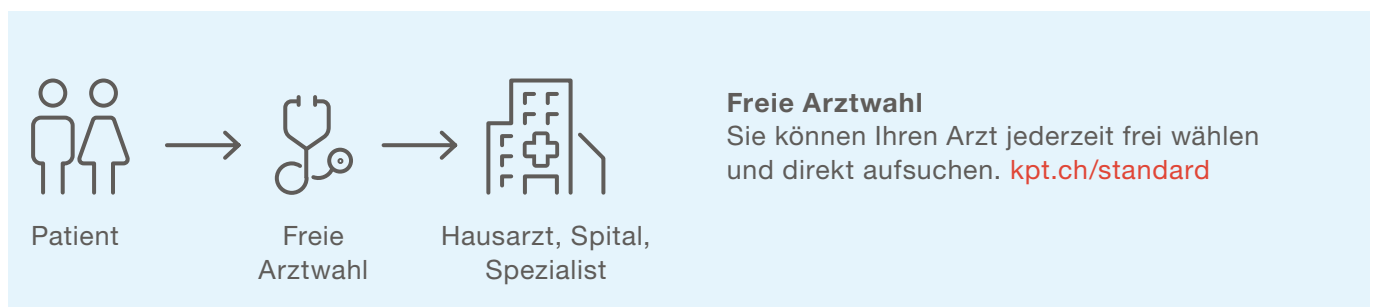 Freie Arztwahl
Sie können Ihren Arzt jederzeit frei wählen
und direkt aufsuchen. kpt.ch/standard
Patient
Freie
Arztwahl
Hausarzt, Spital,
Spezialist